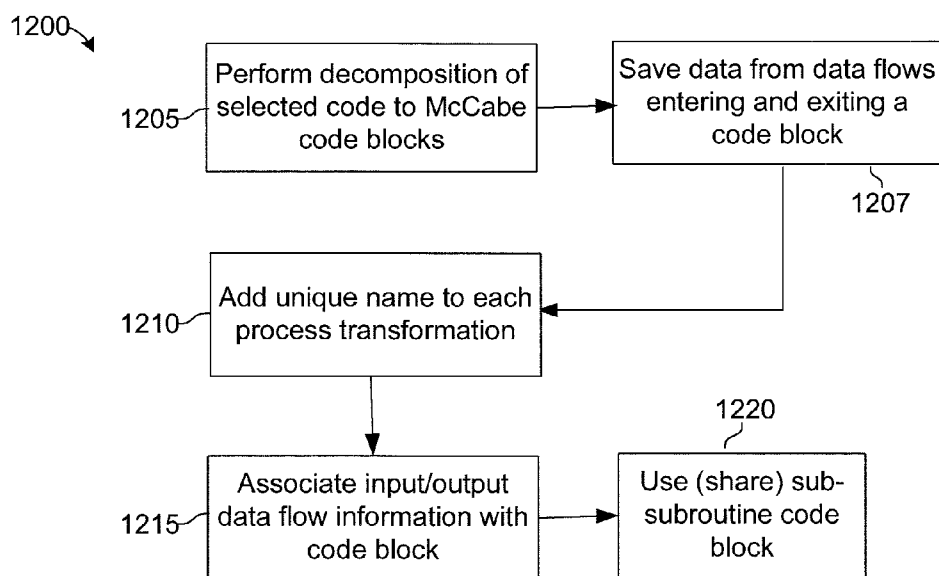 1200
Perform decomposition of
selected code to McCabe
code blocks
1205
Save data from data flows
entering and exiting a
code block
1207
Add unique name to each
process transformation
1210
Associate input/output
data flow information with
code block
1215
1220
Use (share) sub-
subroutine code
block